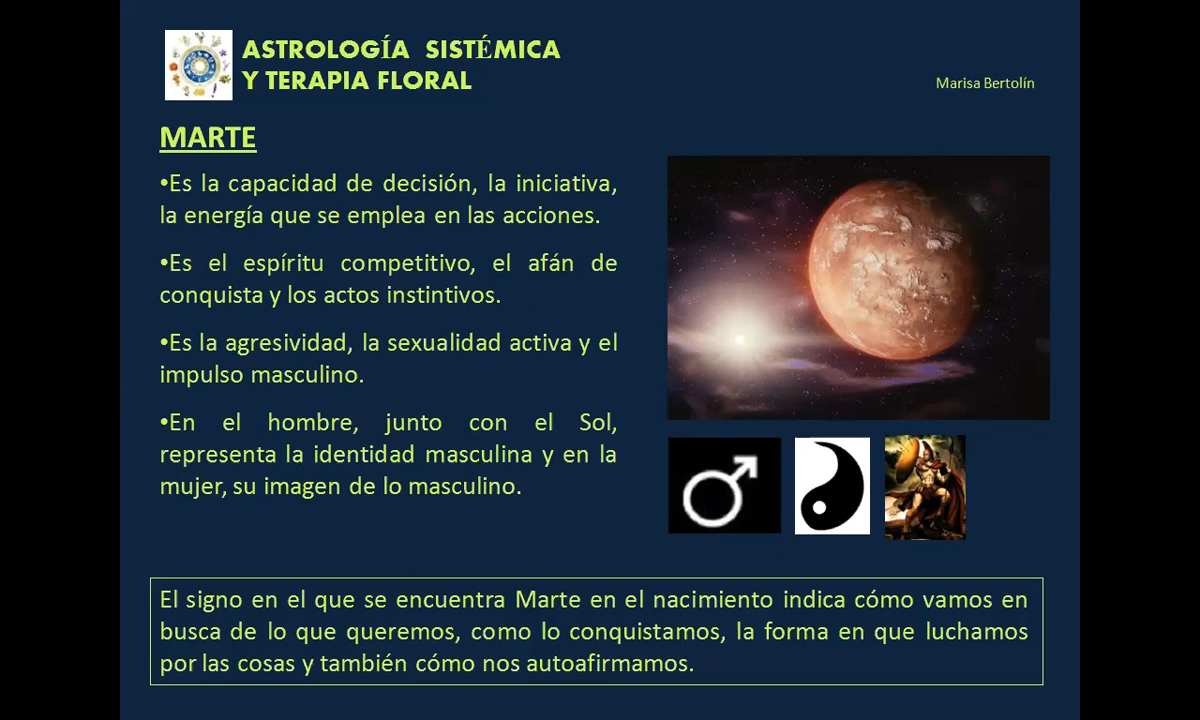 ASTROLOGÍA SISTÉMICA
Y TERAPIA FLORAL
Marisa Bertolín
MARTE
•Es la capacidad de decisión, la iniciativa,
la energía que se emplea en las acciones.
•Es el espíritu competitivo, el afán de
conquista y los actos instintivos.
•Es la agresividad, la sexualidad activa y el
impulso masculino.
•En el hombre, junto con el Sol,
representa la identidad masculina y en la
mujer, su imagen de lo masculino.
El signo en el que se encuentra Marte en el nacimiento indica cómo vamos en
busca de lo que queremos, como lo conquistamos, la forma en que luchamos
por las cosas y también cómo nos autoafirmamos.